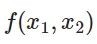 f(x₁, x₂)